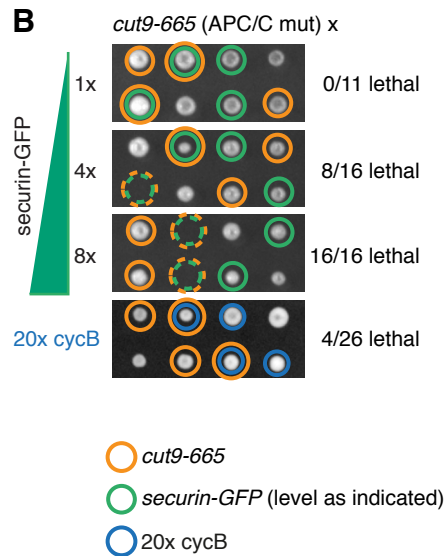 B
cut9-665 (APC/C mut) x
securin-GFP
1x
0/11 lethal
4x
8/16 lethal
8x
16/16 lethal
20x cycB
4/26 lethal
cut9-665
securin-GFP (level as indicated)
20x cycB